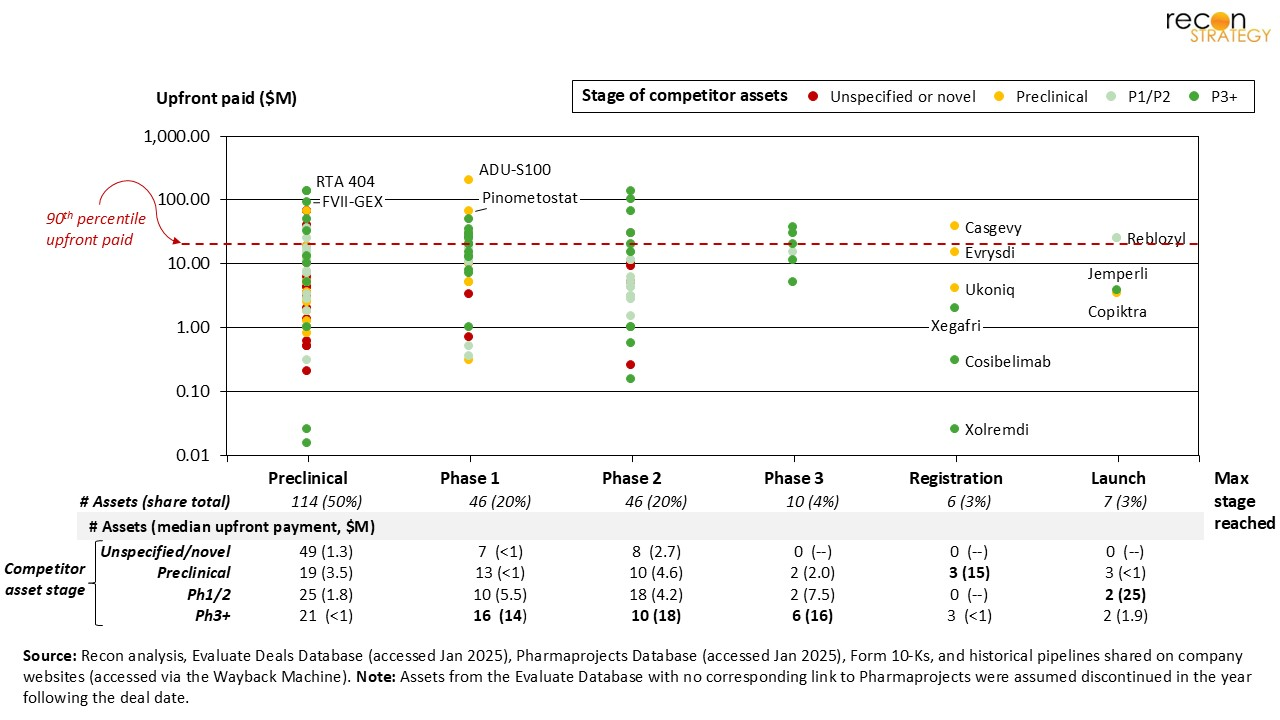 recon
STRATEGY
Upfront paid ($M)
Stage of competitor assets Unspecified or novel Preclinical P1/P2 P3+
1,000.00
100.00
10.00
1.00
0.10
0.01
90th percentile
upfront paid
RTA 404
FVII-GEX
ADU-S100
Pinometostat
Casgevy
Evrysdi
Ukoniq
Xegafri
Cosibelimab
Xolremdi
Reblozyl
Jemperli
Copiktra
Preclinical Phase 1 Phase 2 Phase 3 Registration Launch
Max
stage
reached
# Assets (share total) 114 (50%) 46 (20%) 46 (20%) 10 (4%) 6 (3%) 7 (3%)
# Assets (median upfront payment, $M)
Competitor
asset stage
Unspecified/novel 49 (1.3) 7 (<1) 8 (2.7) 0 (--) 0 (--) 0 (--)
Preclinical 19 (3.5) 13 (<1) 10 (4.6) 2 (2.0) 3 (15) 3 (<1)
Ph1/2 25 (1.8) 10 (5.5) 18 (4.2) 2 (7.5) 0 (--) 2 (25)
Ph3+ 21 (<1) 16 (14) 10 (18) 6 (16) 3 (<1) 2 (1.9)
Source: Recon analysis, Evaluate Deals Database (accessed Jan 2025), Pharmaprojects Database (accessed Jan 2025), Form 10-Ks, and historical pipelines shared on company
websites (accessed via the Wayback Machine). Note: Assets from the Evaluate Database with no corresponding link to Pharmaprojects were assumed discontinued in the year
following the deal date.